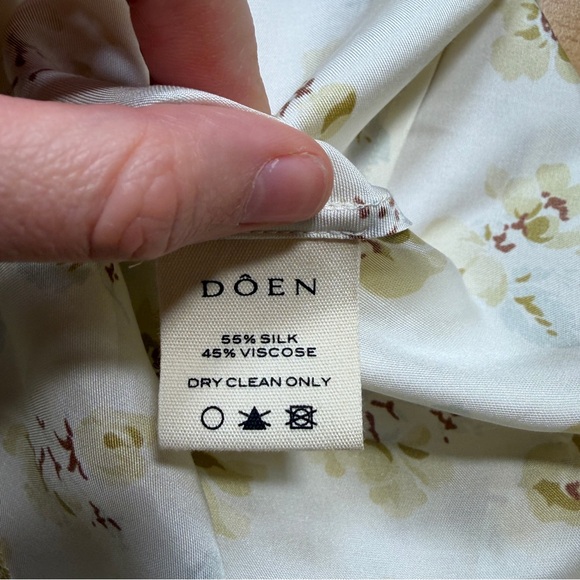 DÔEN
55% SILK
45% VISCOSE
DRY CLEAN ONLY